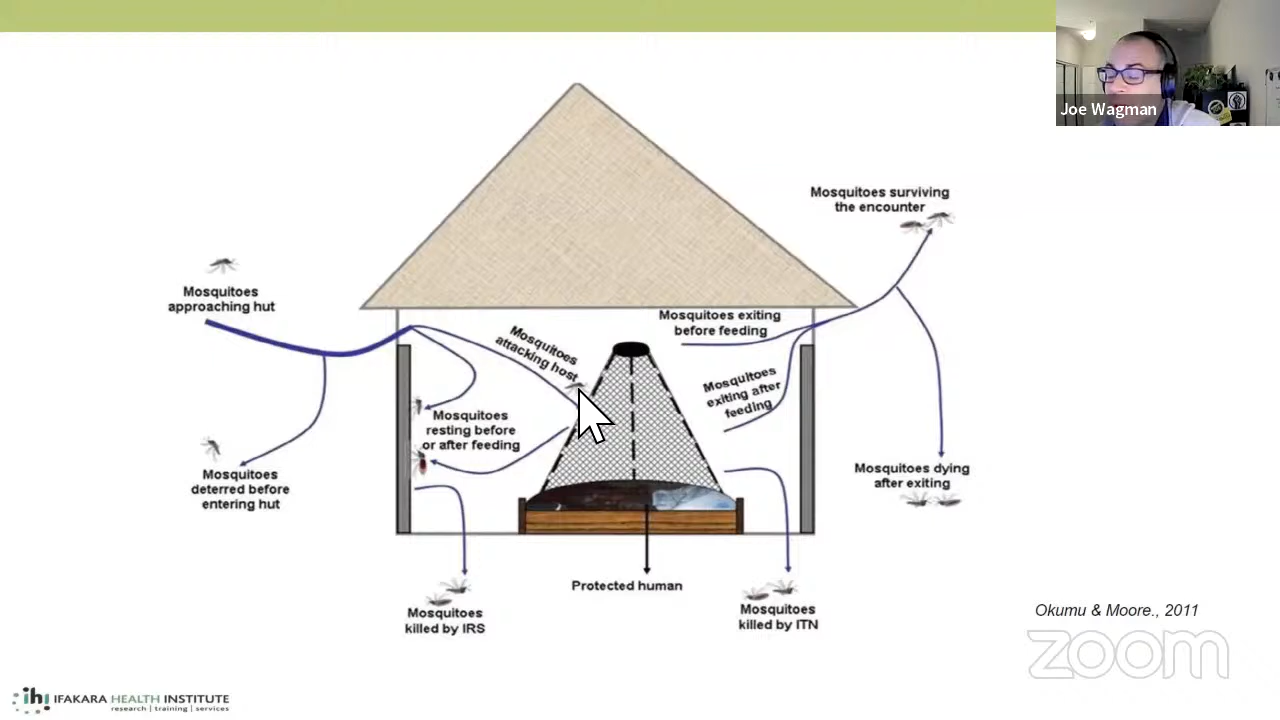 Joe Wagman
Mosquitoes surviving
the encounter
Mosquitoes
approaching hut
Mosquitoes exiting
before feeding
Mosquitoes
attacking host
Mosquitoes
exiting after
feeding
Mosquitoes
resting before
or after feeding
Mosquitoes
deterred before
entering hut
Mosquitoes dying
after exiting
Protected human
Mosquitoes
killed by IRS
Mosquitoes
killed by ITN
Okumu & Moore., 2011
zoom
ihi IFAKARA HEALTH INSTITUTE
research | training | services